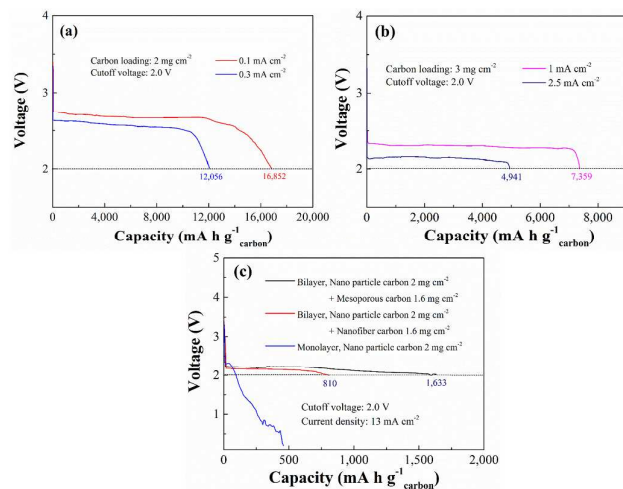 (a)
Carbon loading: 2 mg cm⁻²
Cutoff voltage: 2.0 V
0.1 mA cm⁻²
0.3 mA cm⁻²
Voltage (V)
4
3
2
12,056
16,852
0
4,000
8,000
12,000
16,000
20,000
Capacity (mA h g⁻¹carbon)
(b)
Carbon loading: 3 mg cm⁻²
Cutoff voltage: 2.0 V
1 mA cm⁻²
2.5 mA cm⁻²
Voltage (V)
4
3
2
4,941
7,359
0
2,000
4,000
6,000
8,000
Capacity (mA h g⁻¹carbon)
(c)
Bilayer, Nano particle carbon 2 mg cm⁻²
+ Mesoporous carbon 1.6 mg cm⁻²
Bilayer, Nano particle carbon 2 mg cm⁻²
+ Nanofiber carbon 1.6 mg cm⁻²
Monolayer, Nano particle carbon 2 mg cm⁻²
Voltage (V)
5
4
3
2
1
810
1,633
Cutoff voltage: 2.0 V
Current density: 13 mA cm⁻²
0
500
1,000
1,500
2,000
Capacity (mA h g⁻¹carbon)